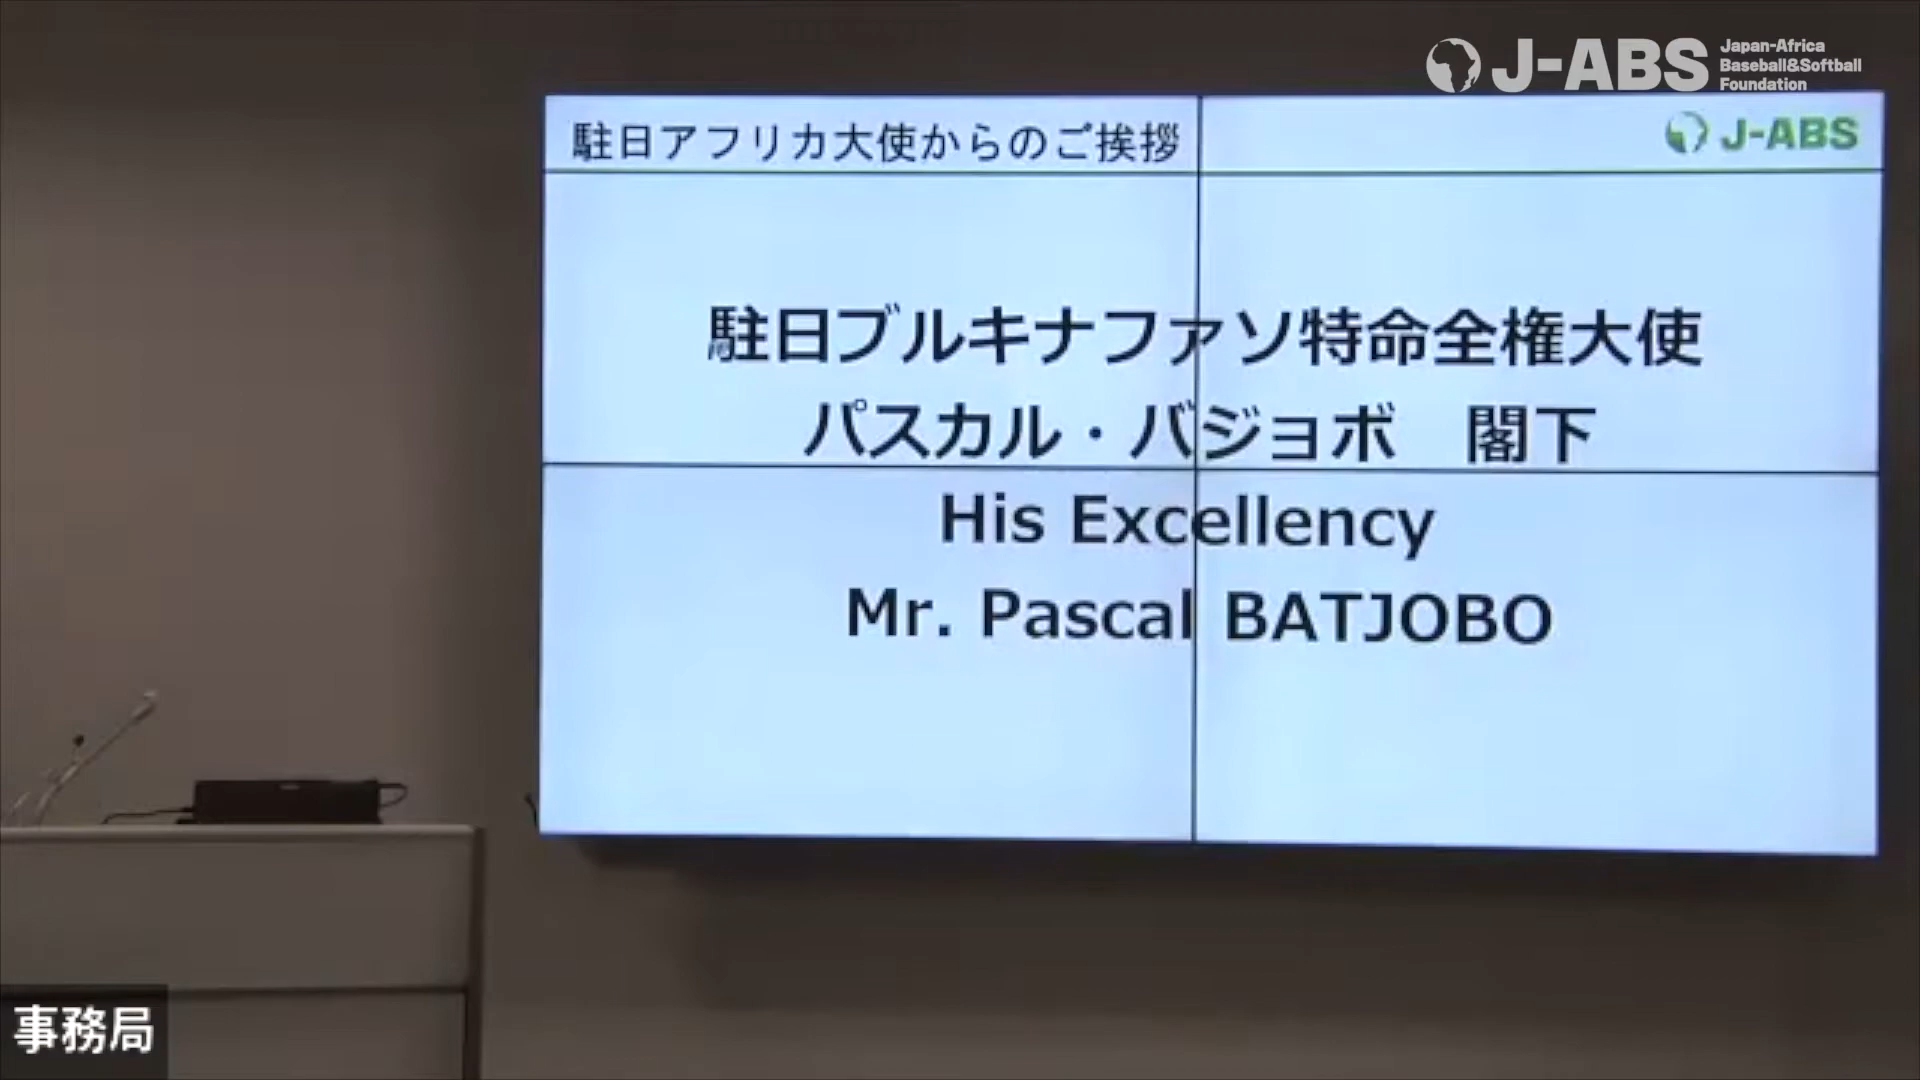 J-ABS
Japan-Africa
Baseball&Softball
Foundation
駐日アフリカ大使からのご挨拶
J-ABS
駐日ブルキナファソ特命全権大使
パスカル・バジョボ　閣下
His Excellency
Mr. Pascal BATJOBO
事務局